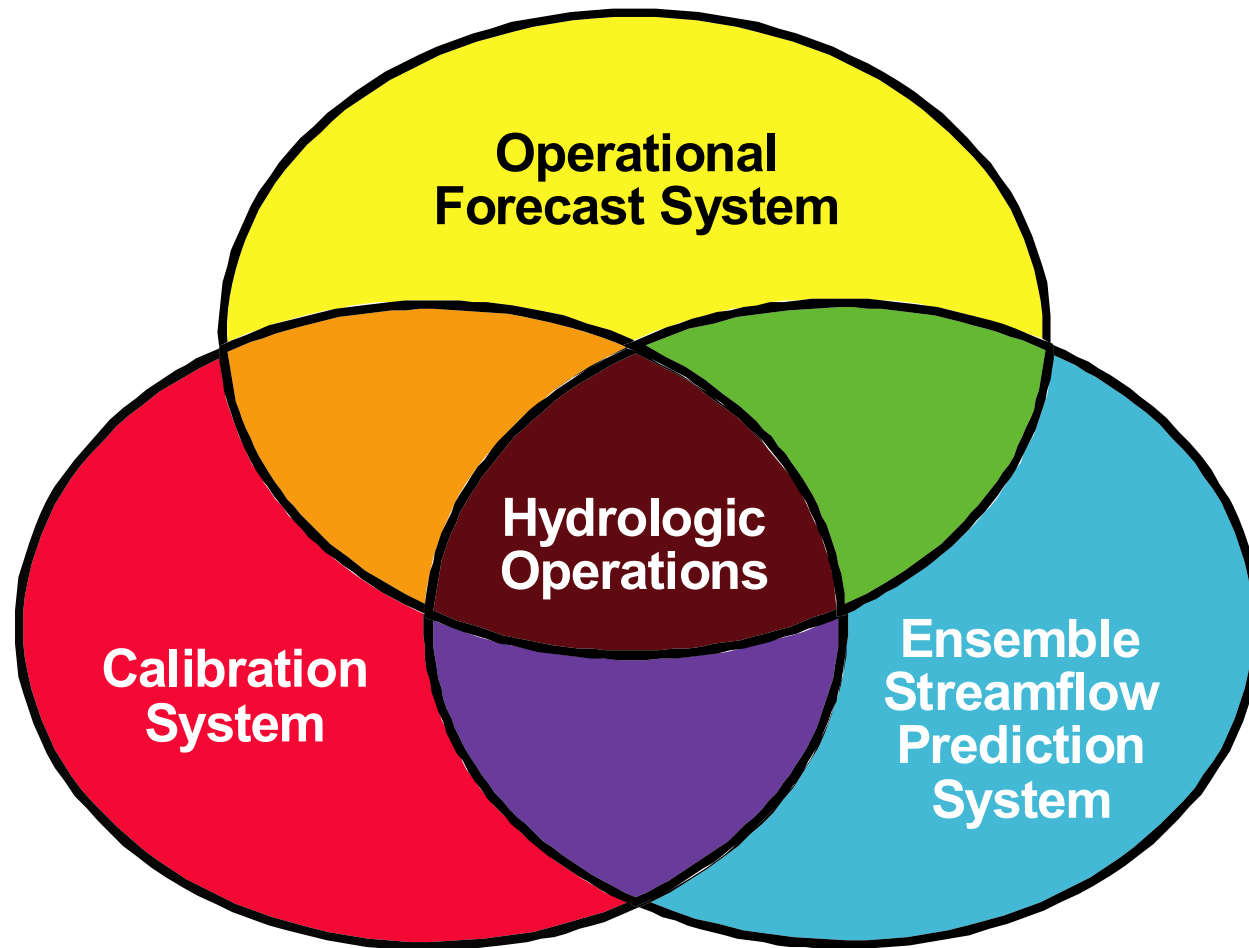 Operational
Forecast System
Hydrologic
Operations
Calibration
System
Ensemble
Streamflow
Prediction
System